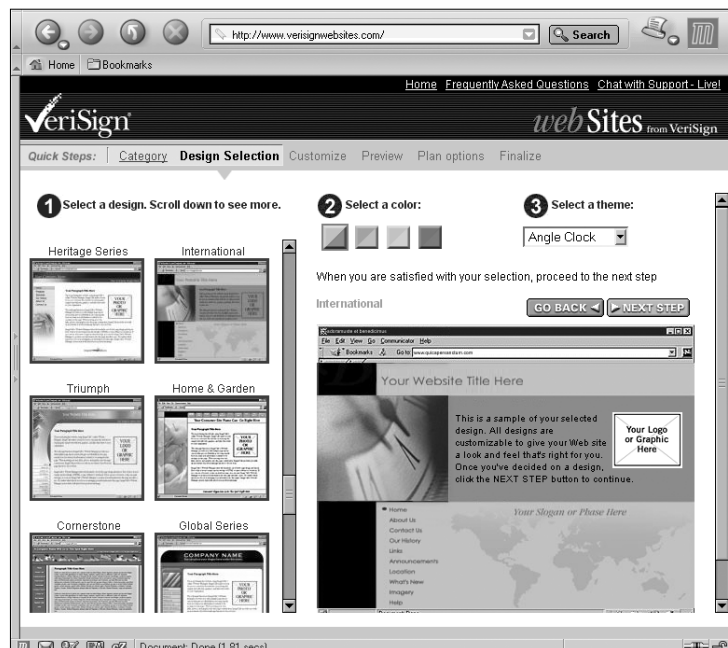 http://www.verisignwebsites.com/
Search
Home Bookmarks
Home Frequently Asked Questions Chat with Support - Live!
VeriSign
web Sites from VeriSign
Quick Steps: Category Design Selection Customize Preview Plan options Finalize
1 Select a design. Scroll down to see more.
2 Select a color:
3 Select a theme:
Angle Clock
Heritage Series International
When you are satisfied with your selection, proceed to the next step
International
GO BACK NEXT STEP
File Edit View Go Communicator Help
Bookmarks Go to:
Your Website Title Here
This is a sample of your selected
design. All designs are
customizable to give your Web site
a look and feel that's right for you.
Once you've decided on a design,
click the NEXT STEP button to continue.
Your Logo
or Graphic
Here
Triumph Home & Garden
YOUR
PHOTO
OR
GRAPHIC
HERE
Home
About Us
Contact Us
Our History
Links
Announcements
Location
What's New
Imagery
Help
Your Slogan or Phase Here
Cornerstone Global Series
COMPANY NAME
Document: Done (1.81 secs)